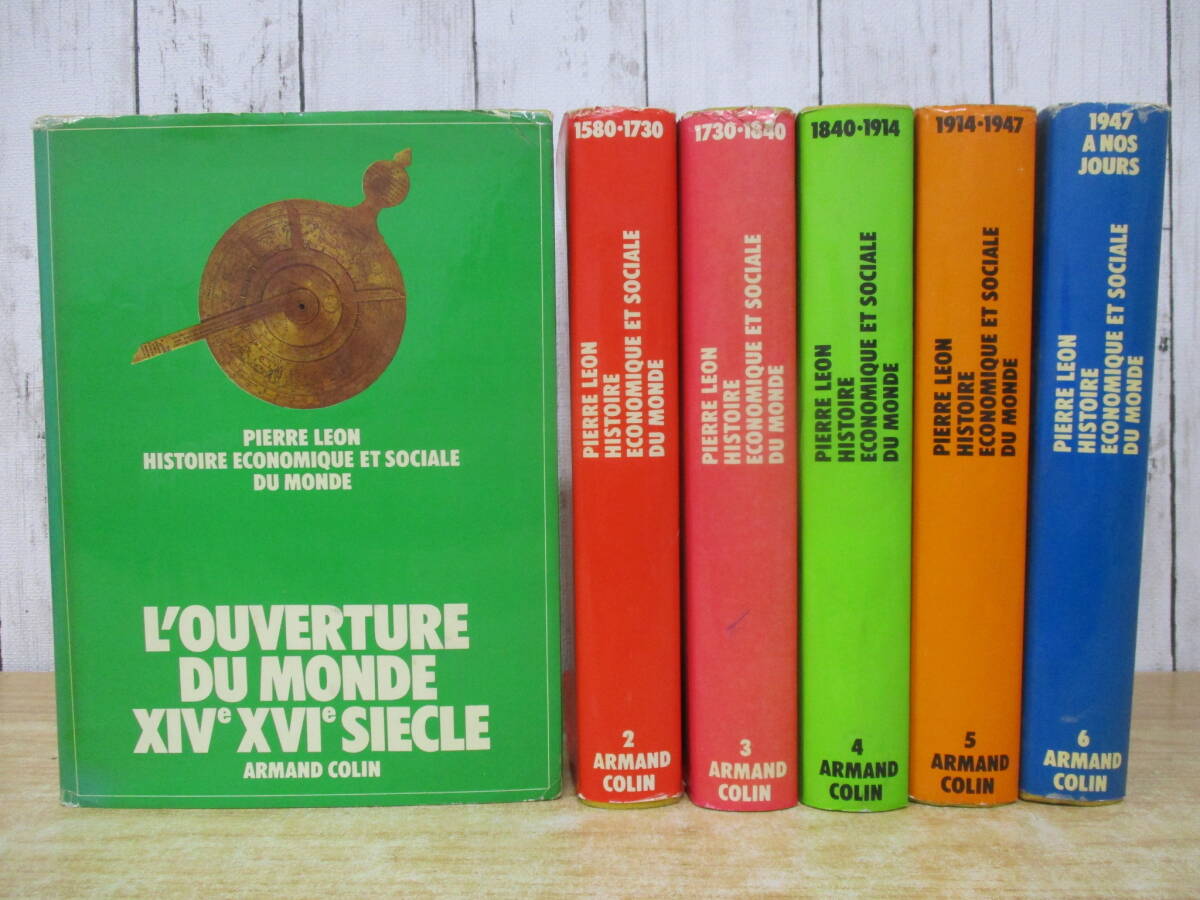 PIERRE LEON
HISTOIRE ECONOMIQUE ET SOCIALE
DU MONDE
L'OUVERTURE
DU MONDE
XIVe XVIe SIECLE
ARMAND COLIN
1580·1730
PIERRE LEON
HISTOIRE
ECONOMIQUE ET SOCIALE
DU MONDE
2
ARMAND
COLIN
1730·1840
PIERRE LEON
HISTOIRE
ECONOMIQUE ET SOCIALE
DU MONDE
3
ARMAND
COLIN
1840·1914
PIERRE LEON
HISTOIRE
ECONOMIQUE ET SOCIALE
DU MONDE
4
ARMAND
COLIN
1914·1947
PIERRE LEON
HISTOIRE
ECONOMIQUE ET SOCIALE
DU MONDE
5
ARMAND
COLIN
1947
A NOS
JOURS
PIERRE LEON
HISTOIRE
ECONOMIQUE ET SOCIALE
DU MONDE
6
ARMAND
COLIN